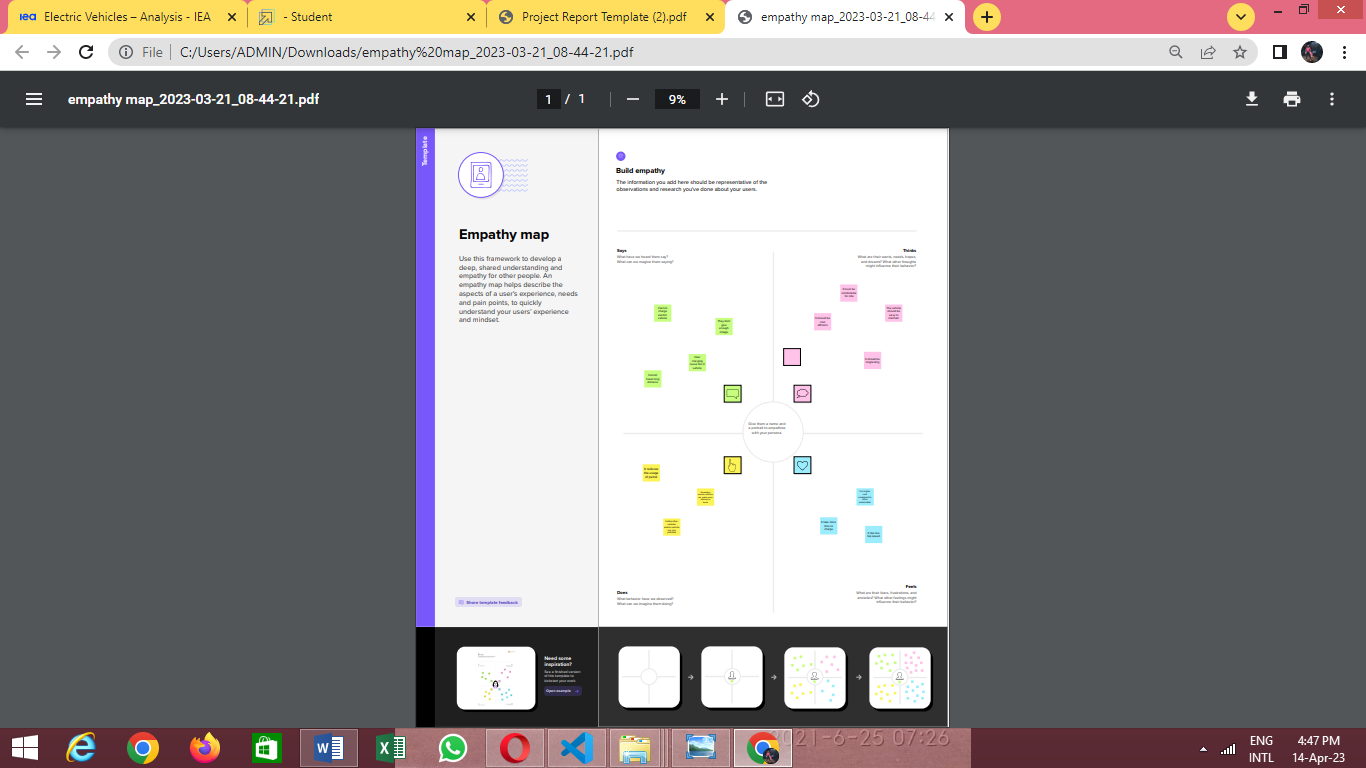 iea Electric Vehicles – Analysis - IEA
- Student
Project Report Template (2).pdf
empathy map_2023-03-21_08-44
File
C:/Users/ADMIN/Downloads/empathy%20map_2023-03-21_08-44-21.pdf
empathy map_2023-03-21_08-44-21.pdf
1 / 1
9%
Template
Empathy map
Use this framework to develop a
deep, shared understanding and
empathy for other people. An
empathy map helps describe the
aspects of a user's experience, needs
and pain points, to quickly
understand your users' experience
and mindset.
Share template feedback
Build empathy
The information you add here should be representative of the
observations and research you've done about your users.
Says
What have we heard them say?
What can we imagine them saying?
Thinks
What are their wants, needs, hopes,
and dreams? What other thoughts
might influence their behavior?
Give them a name and
a portrait to empathize
with your persona.
It reduces
the usage
of petrol
Does
What behavior have we observed?
What can we imagine them doing?
Feels
What are their fears, frustrations, and
anxieties? What other feelings might
influence their behavior?
Need some
inspiration?
See a finished version
of this template to
kickstart your work.
Open example
2021-6-25 07:26
ENG
INTL
4:47 PM
14-Apr-23